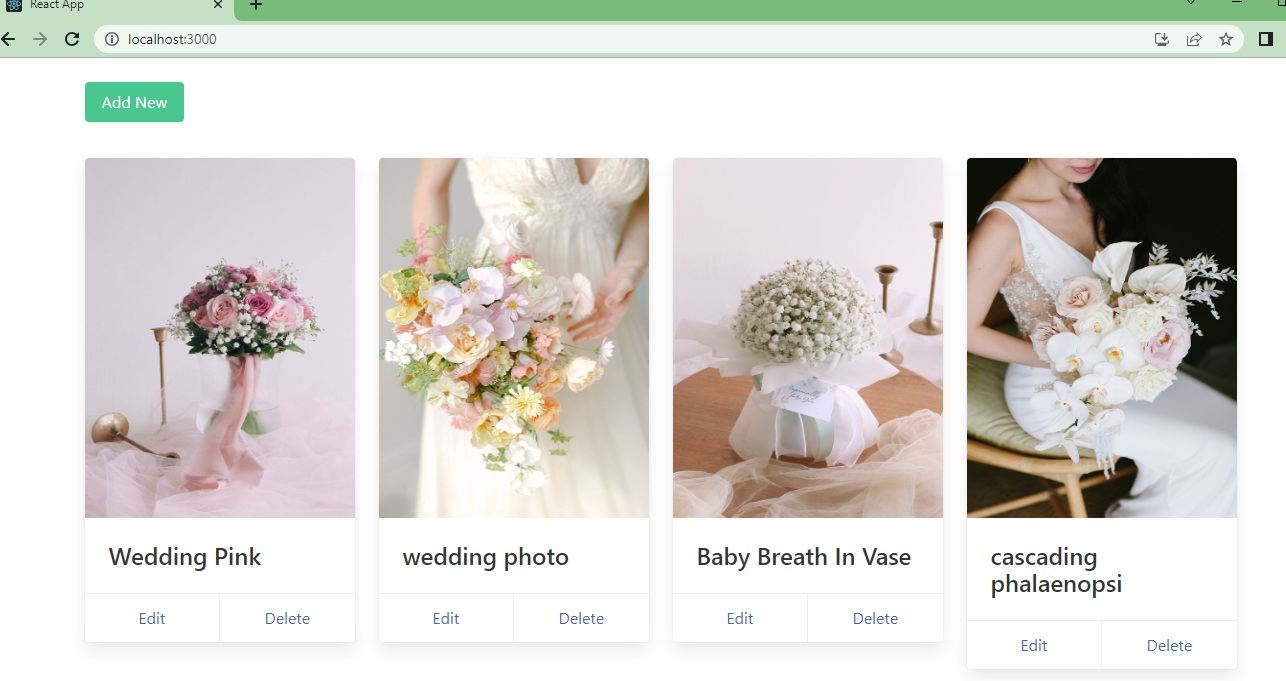 React App
localhost:3000
Add New
Wedding Pink
Edit Delete
wedding photo
Edit Delete
Baby Breath In Vase
Edit Delete
cascading
phalaenopsi
Edit Delete